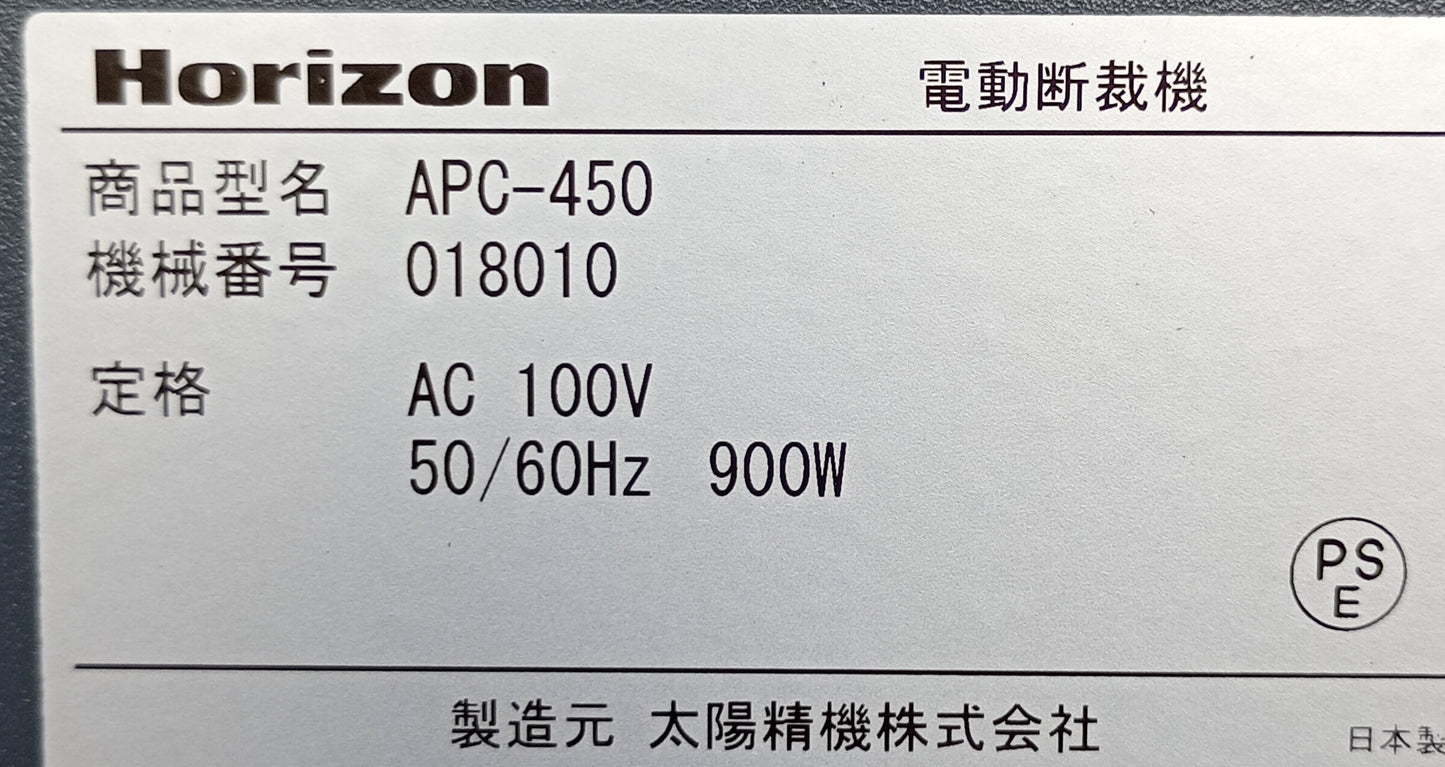 Horizon 電動断裁機
商品型名 APC-450
機械番号 018010
定格 AC 100V
50/60Hz 900W
PS
E
製造元 太陽精機株式会社 日本製